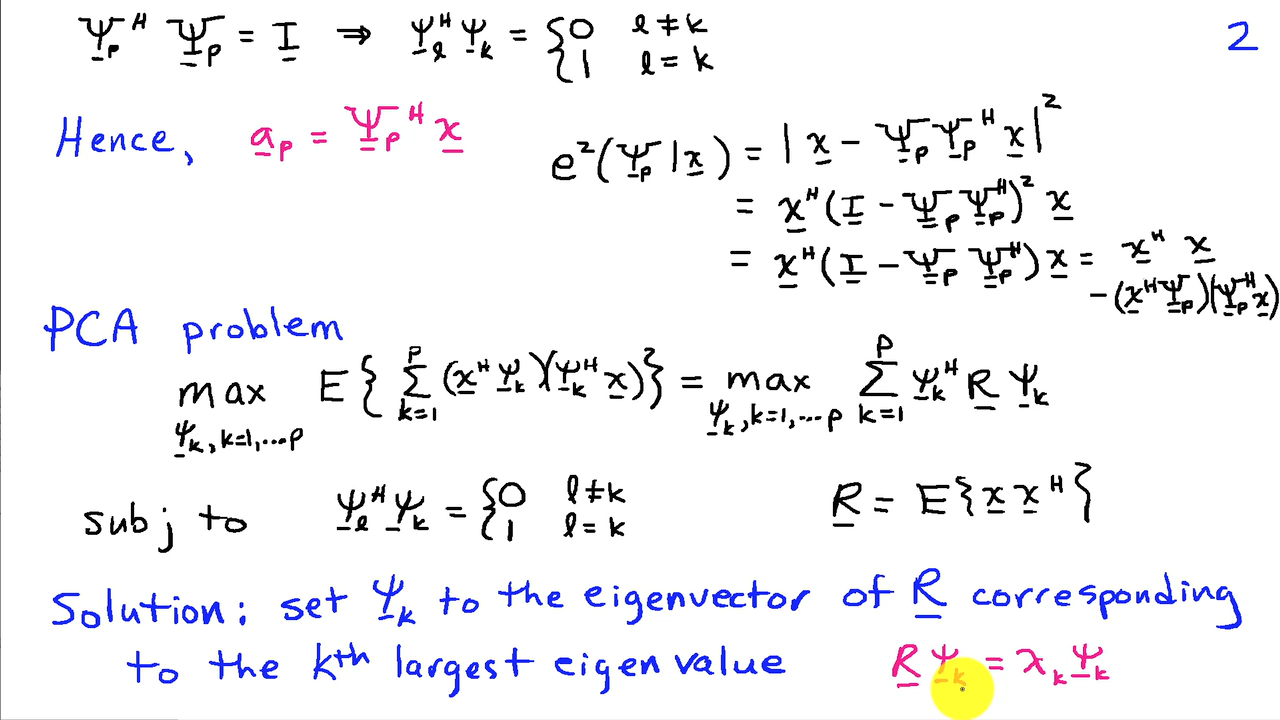 Ψ_p^H Ψ_p = I ⇒ ψ_l^H ψ_k = { 0 l ≠ k
1 l = k
2
Hence, a_p = Ψ_p^H x
e²(Ψ_p | x) = | x - Ψ_p Ψ_p^H x |²
= x^H (I - Ψ_p Ψ_p^H)² x
= x^H (I - Ψ_p Ψ_p^H) x = x^H x
- (x^H Ψ_p)(Ψ_p^H x)
PCA problem
max E{ Σ_{k=1}^{P} (x^H ψ_k)(ψ_k^H x) } = max Σ_{k=1}^{P} ψ_k^H R ψ_k
ψ_k, k=1,...p ψ_k, k=1,...p
subj to ψ_l^H ψ_k = { 0 l ≠ k
1 l = k
R = E{ x x^H }
Solution: set ψ_k to the eigenvector of R corresponding
to the kth largest eigenvalue R ψ_k = λ_k ψ_k